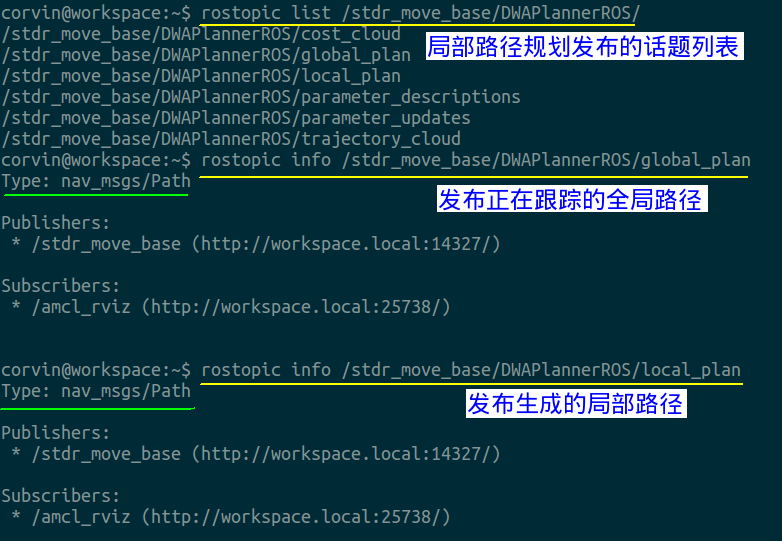 corvin@workspace:~$ rostopic list /stdr_move_base/DWAPlannerROS/
/stdr_move_base/DWAPlannerROS/cost_cloud
局部路径规划发布的话题列表
/stdr_move_base/DWAPlannerROS/global_plan
/stdr_move_base/DWAPlannerROS/local_plan
/stdr_move_base/DWAPlannerROS/parameter_descriptions
/stdr_move_base/DWAPlannerROS/parameter_updates
/stdr_move_base/DWAPlannerROS/trajectory_cloud
corvin@workspace:~$ rostopic info /stdr_move_base/DWAPlannerROS/global_plan
Type: nav_msgs/Path
发布正在跟踪的全局路径
Publishers:
* /stdr_move_base (http://workspace.local:14327/)
Subscribers:
* /amcl_rviz (http://workspace.local:25738/)
corvin@workspace:~$ rostopic info /stdr_move_base/DWAPlannerROS/local_plan
Type: nav_msgs/Path
发布生成的局部路径
Publishers:
* /stdr_move_base (http://workspace.local:14327/)
Subscribers:
* /amcl_rviz (http://workspace.local:25738/)